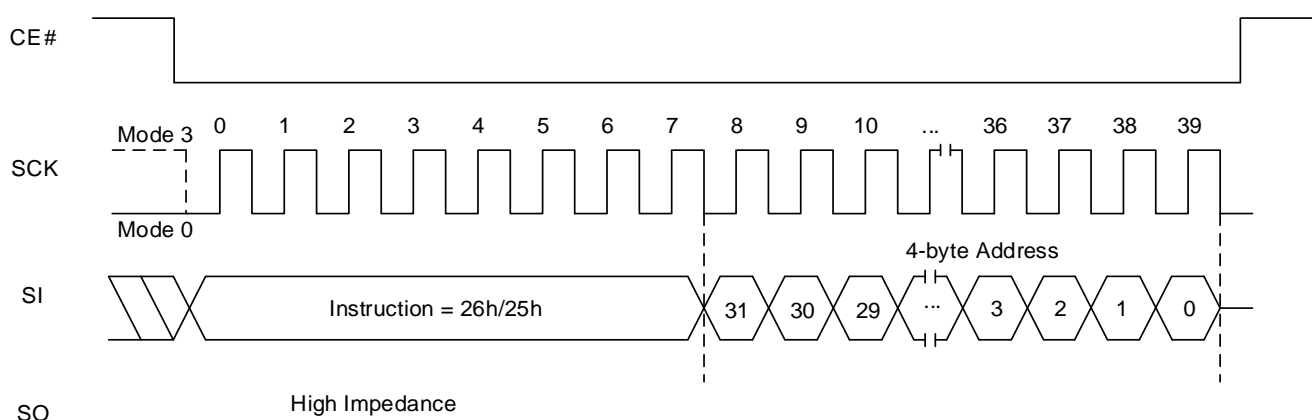 CE#
SCK
Mode 3
0 1 2 3 4 5 6 7 8 9 10 ... 36 37 38 39
Mode 0
SI
4-byte Address
Instruction = 26h/25h
31 30 29 ... 3 2 1 0
SO
High Impedance